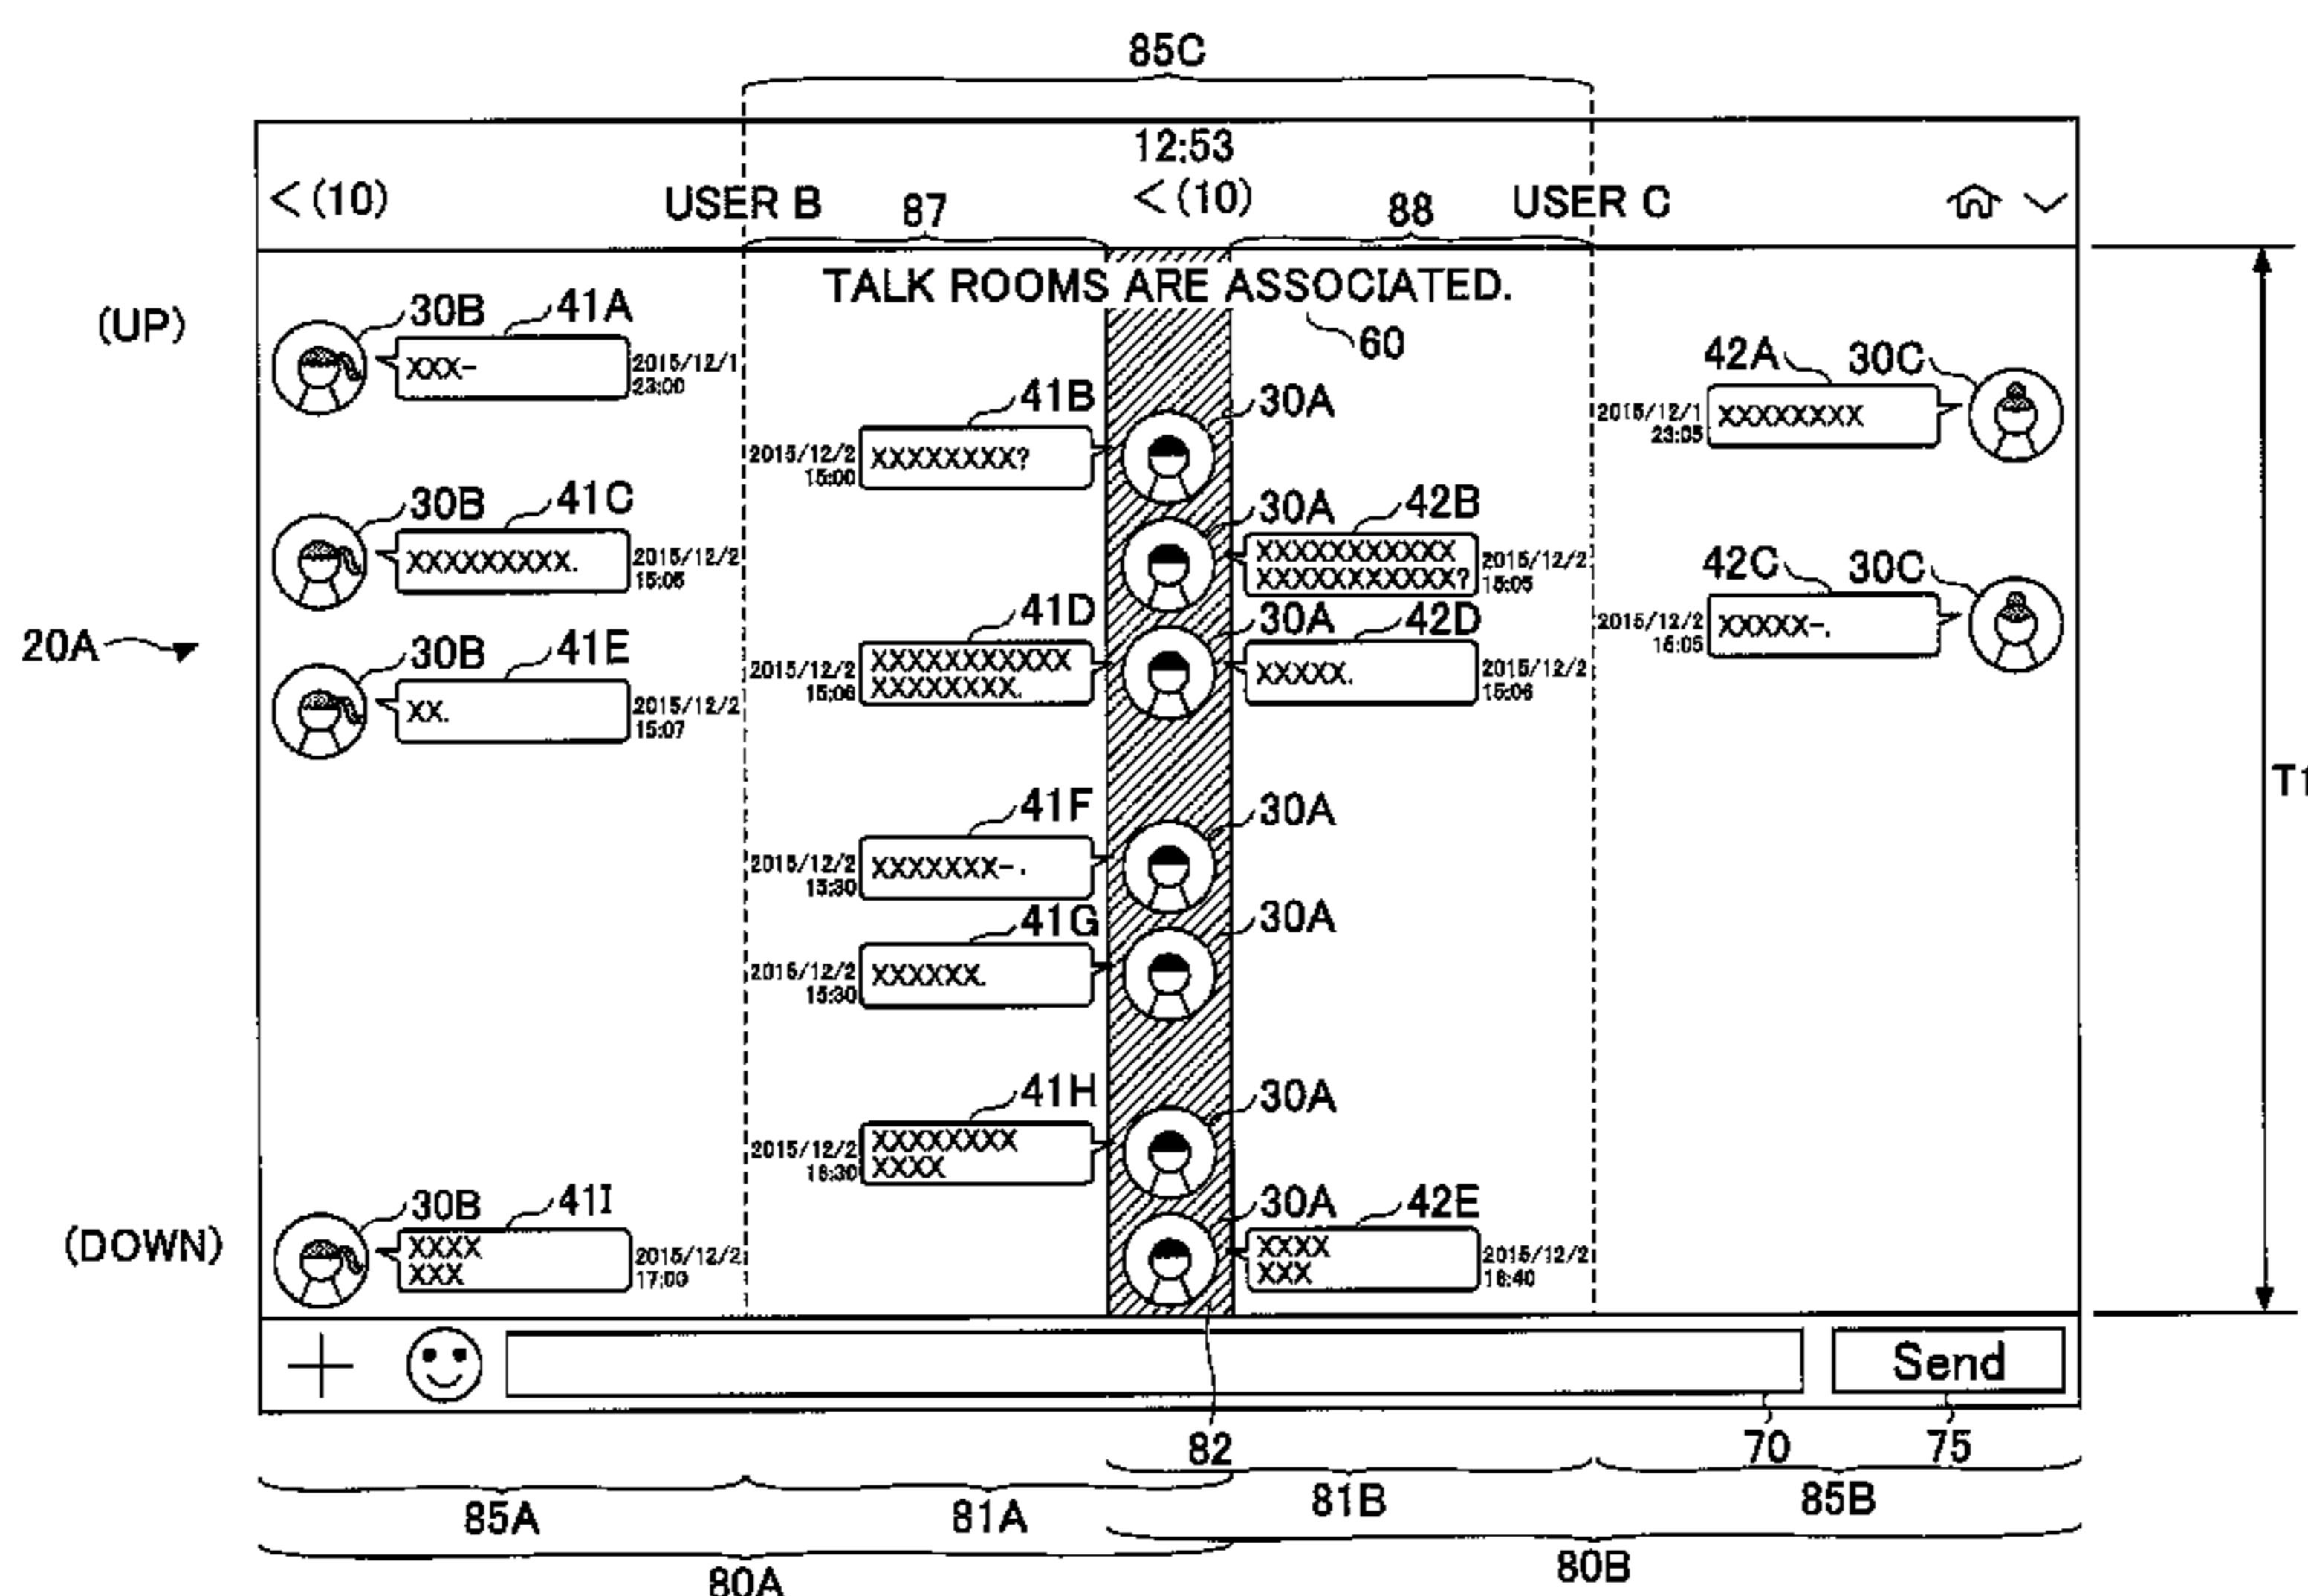 85C
12:53
<(10) USER B <(10) USER C
87 88
TALK ROOMS ARE ASSOCIATED.
60
(UP)
30B 41A
XXX-
2015/12/1
23:00
42A 30C
2015/12/1
23:05
XXXXXXXX
41B 30A
2015/12/2
15:00
XXXXXXXX?
30B 41C
XXXXXXXXX.
2015/12/2
15:05
30A 42B
XXXXXXXXXXX
XXXXXXXXXXX?
2015/12/2
15:05
42C 30C
2015/12/2
15:05
XXXXX-.
20A
41D 30A 42D
2015/12/2
15:06
XXXXXXXXXXX
XXXXXXXX.
XXXXX.
2015/12/2
15:06
30B 41E
XX.
2015/12/2
15:07
T1
41F 30A
2015/12/2
15:30
XXXXXXX-.
41G 30A
2015/12/2
15:30
XXXXXX.
41H 30A
2015/12/2
16:30
XXXXXXXX
XXXX
(DOWN)
30B 41I
XXXX
XXX
2015/12/2
17:00
30A 42E
XXXX
XXX
2015/12/2
16:40
Send
82 70 75
85A 81A 81B 85B
80A 80B